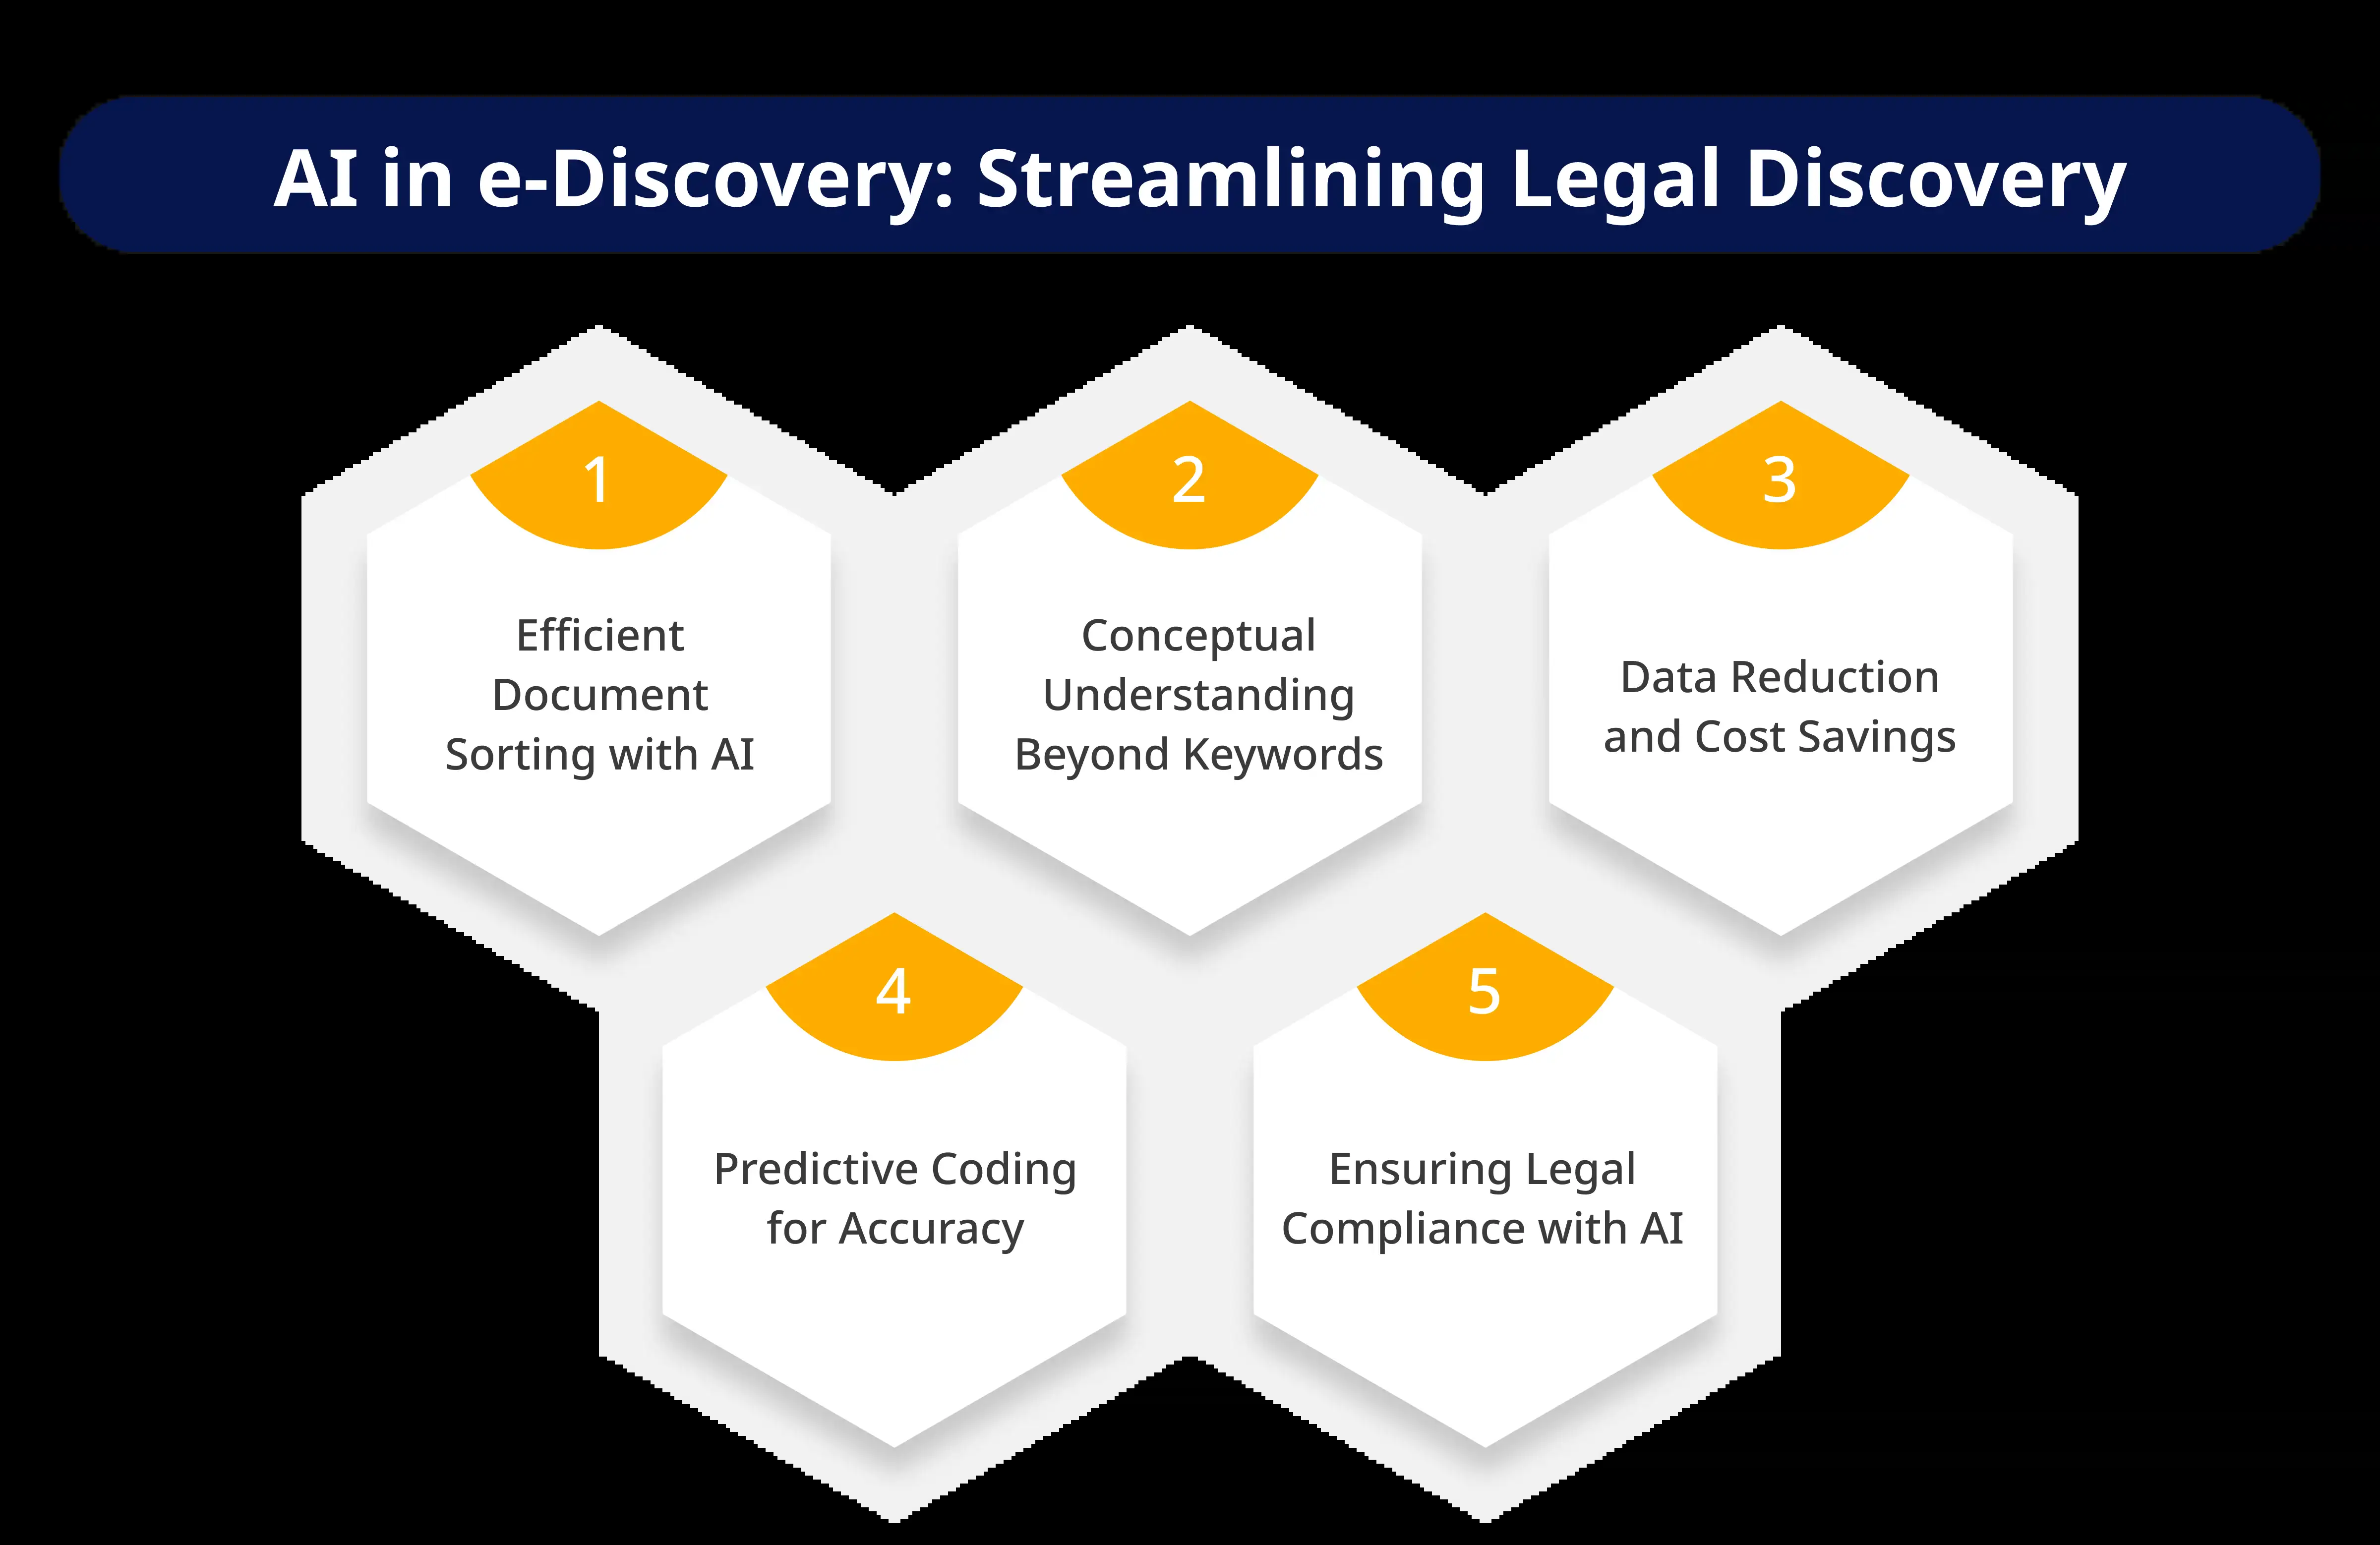 AI in e-Discovery: Streamlining Legal Discovery
1
Efficient
Document
Sorting with AI
2
Conceptual
Understanding
Beyond Keywords
3
Data Reduction
and Cost Savings
4
Predictive Coding
for Accuracy
5
Ensuring Legal
Compliance with AI